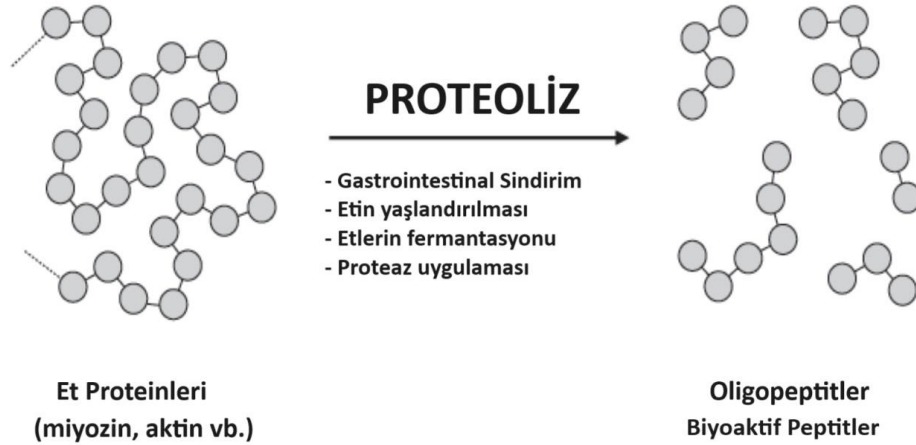 PROTEOLİZ
- Gastrointestinal Sindirim
- Etin yaşlandırılması
- Etlerin fermantasyonu
- Proteaz uygulaması
Et Proteinleri
(miyozin, aktin vb.)
Oligopeptitler
Biyoaktif Peptitler